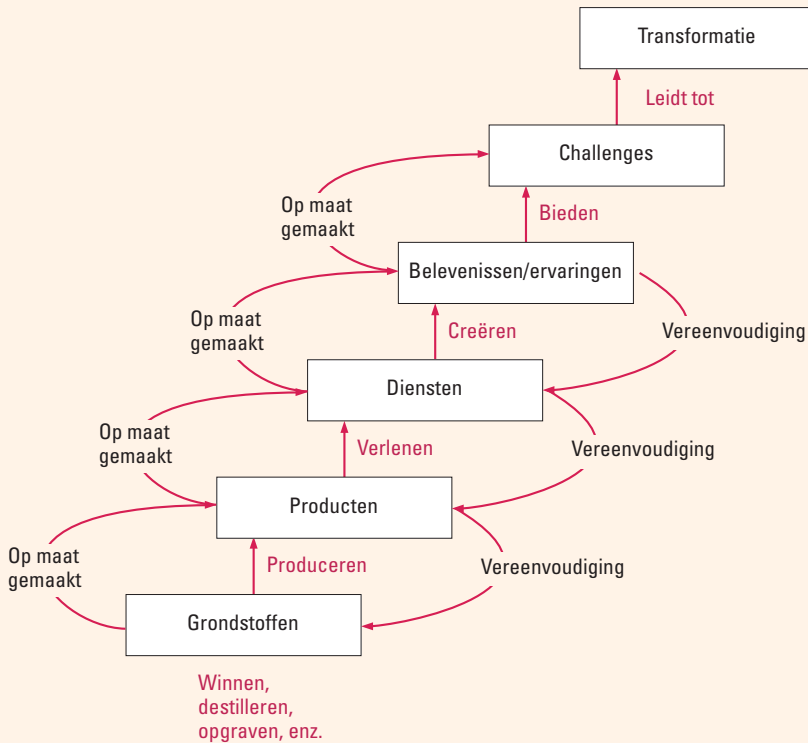 Transformatie
Leidt tot
Challenges
Op maat
gemaakt
Bieden
Belevenissen/ervaringen
Op maat
gemaakt
Creëren
Vereenvoudiging
Diensten
Op maat
gemaakt
Verlenen
Vereenvoudiging
Producten
Op maat
gemaakt
Produceren
Vereenvoudiging
Grondstoffen
Winnen,
destilleren,
opgraven, enz.